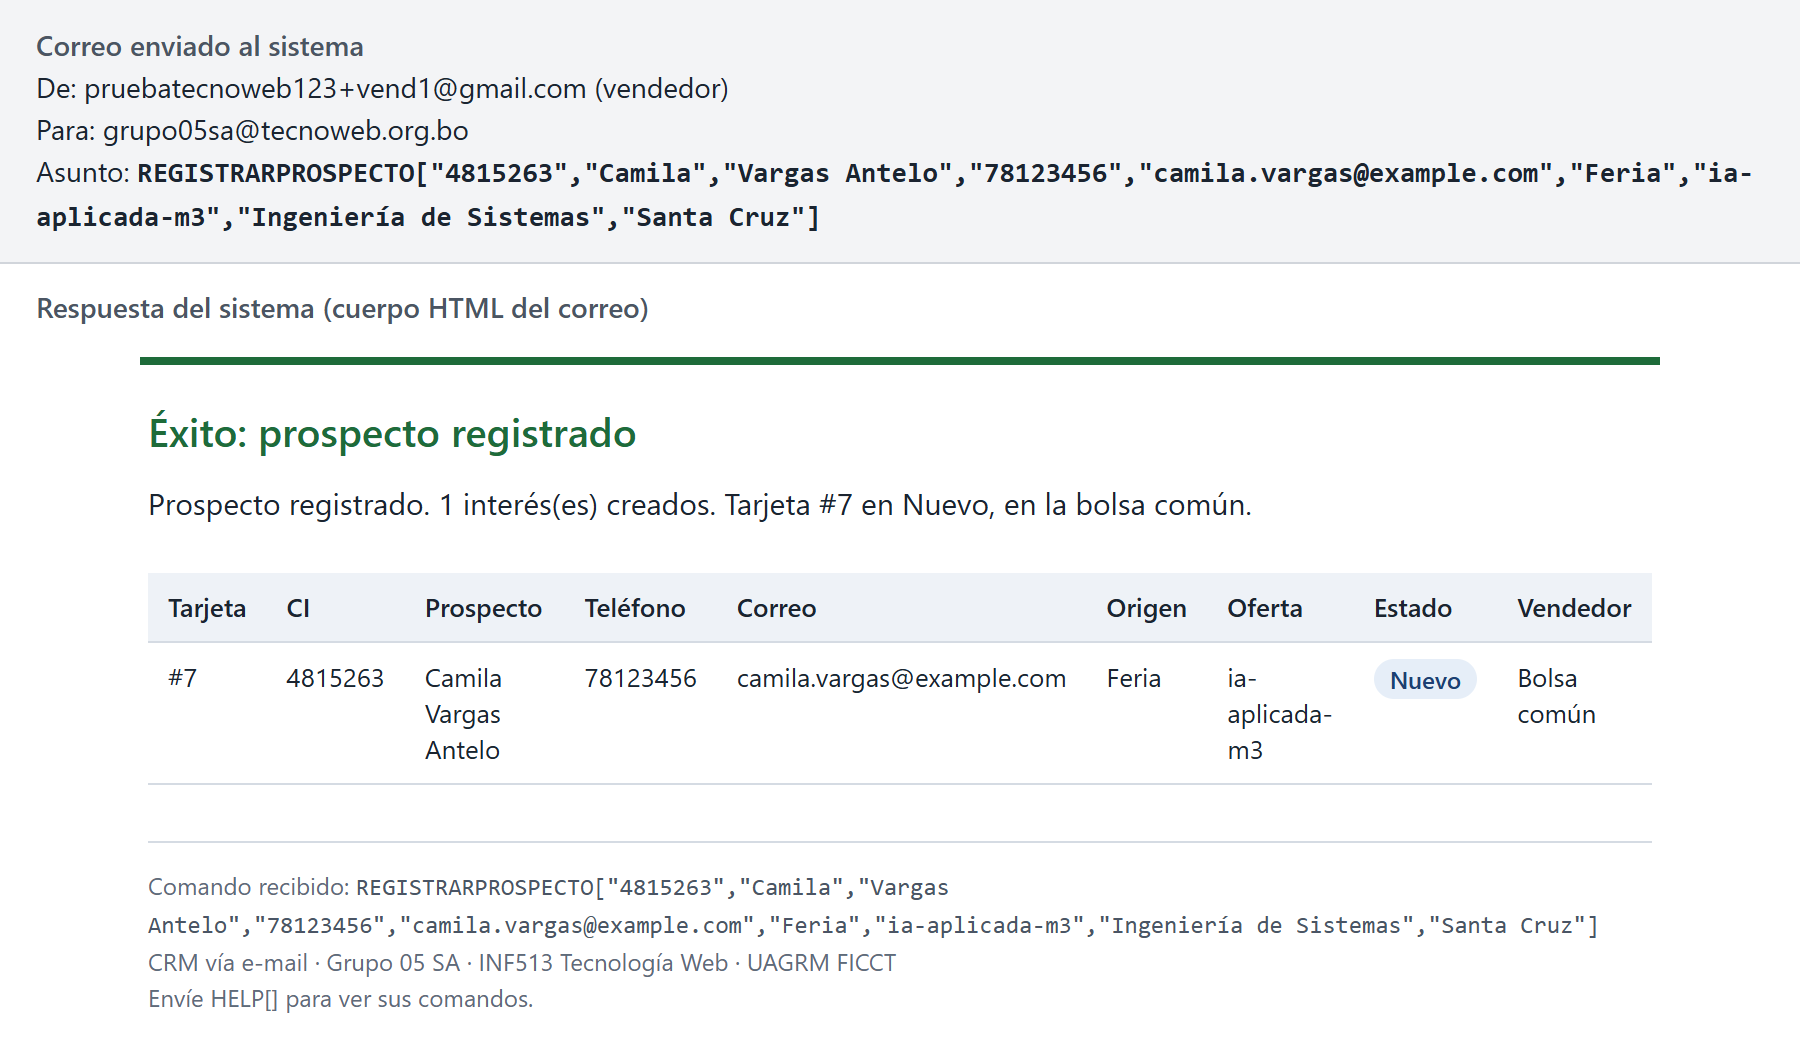 Correo enviado al sistema
De: pruebatecnoweb123+vend1@gmail.com (vendedor)
Para: grupo05sa@tecnoweb.org.bo
Asunto: REGISTRARPROSPECTO["4815263","Camila","Vargas Antelo","78123456","camila.vargas@example.com","Feria","ia-
aplicada-m3","Ingeniería de Sistemas","Santa Cruz"]
Respuesta del sistema (cuerpo HTML del correo)
Éxito: prospecto registrado
Prospecto registrado. 1 interés(es) creados. Tarjeta #7 en Nuevo, en la bolsa común.
Tarjeta CI Prospecto Teléfono Correo Origen Oferta Estado Vendedor
#7 4815263 Camila 78123456 camila.vargas@example.com Feria ia- Nuevo Bolsa
Vargas aplicada- común
Antelo m3
Comando recibido: REGISTRARPROSPECTO["4815263","Camila","Vargas
Antelo","78123456","camila.vargas@example.com","Feria","ia-aplicada-m3","Ingeniería de Sistemas","Santa Cruz"]
CRM vía e-mail · Grupo 05 SA · INF513 Tecnología Web · UAGRM FICCT
Envíe HELP[] para ver sus comandos.